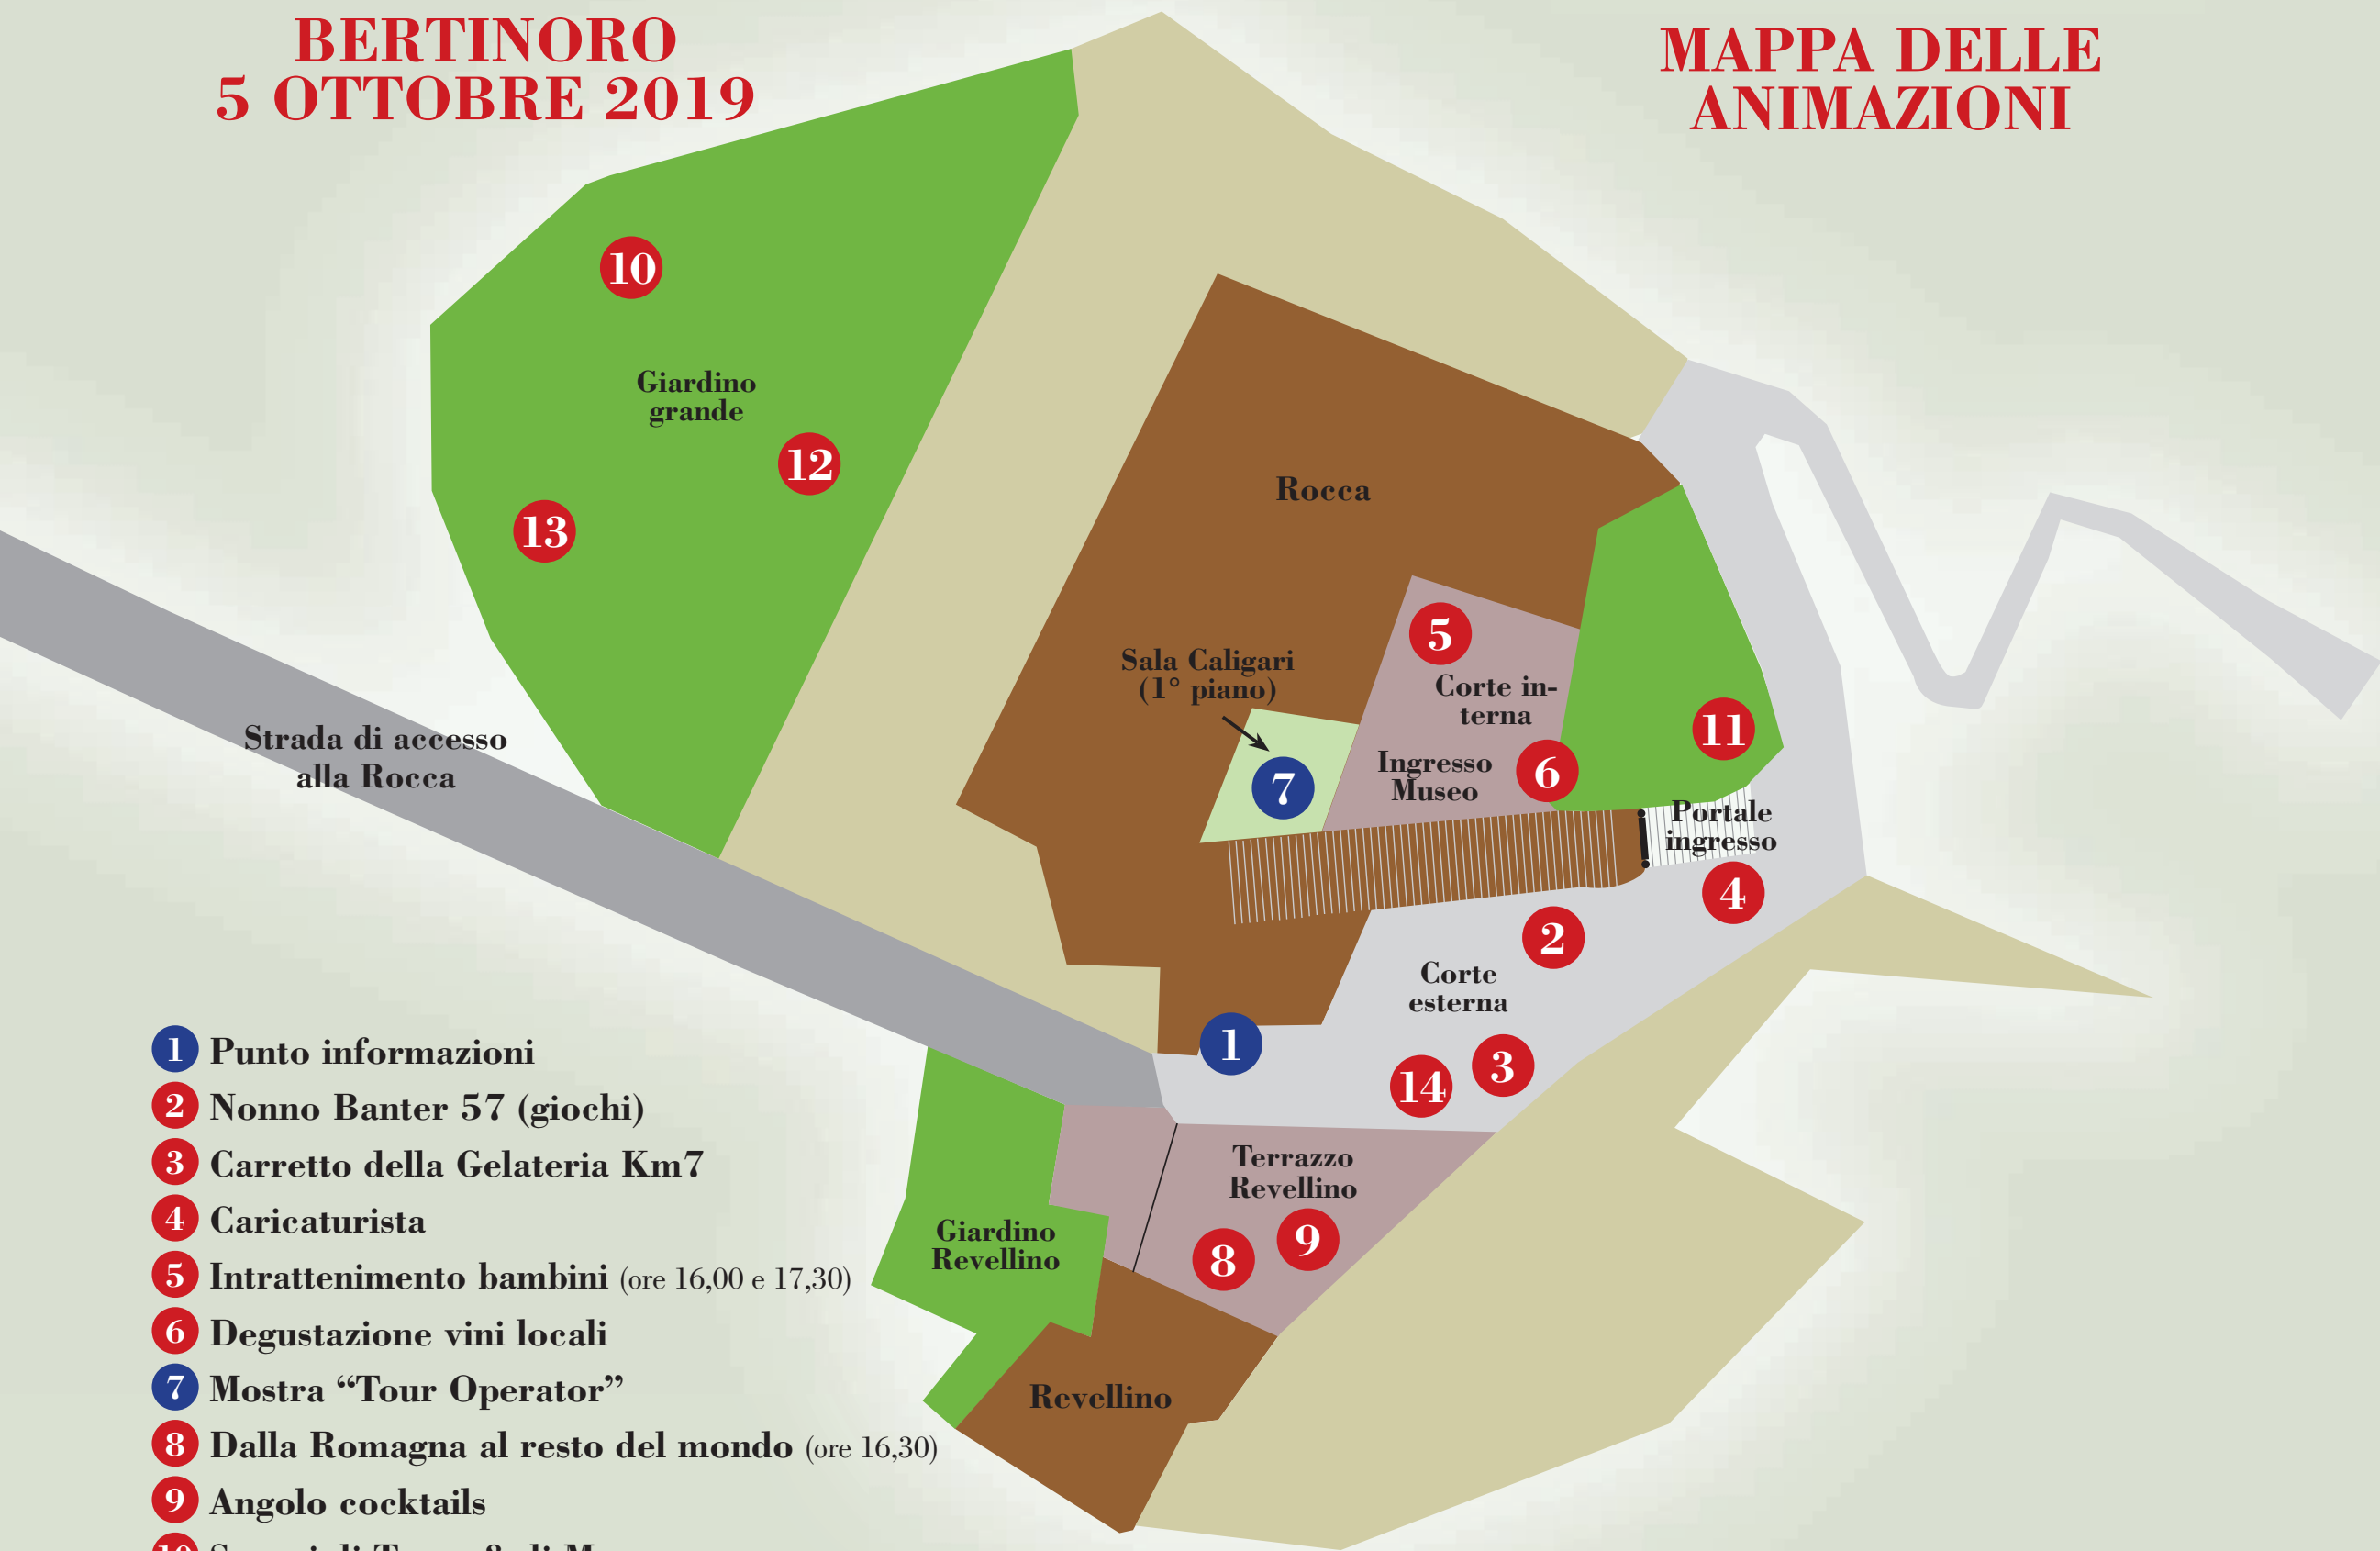 BERTINORO
5 OTTOBRE 2019
MAPPA DELLE
ANIMAZIONI
10
Giardino
grande
12
13
Rocca
5
Sala Caligari
(1° piano)
Corte in-
terna
11
Strada di accesso
alla Rocca
7
Ingresso
Museo
6
Portale
ingresso
4
2
Corte
esterna
1
14
3
Terrazzo
Revellino
Giardino
Revellino
8
9
Revellino
1 Punto informazioni
2 Nonno Banter 57 (giochi)
3 Carretto della Gelateria Km7
4 Caricaturista
5 Intrattenimento bambini (ore 16,00 e 17,30)
6 Degustazione vini locali
7 Mostra “Tour Operator”
8 Dalla Romagna al resto del mondo (ore 16,30)
9 Angolo cocktails
10